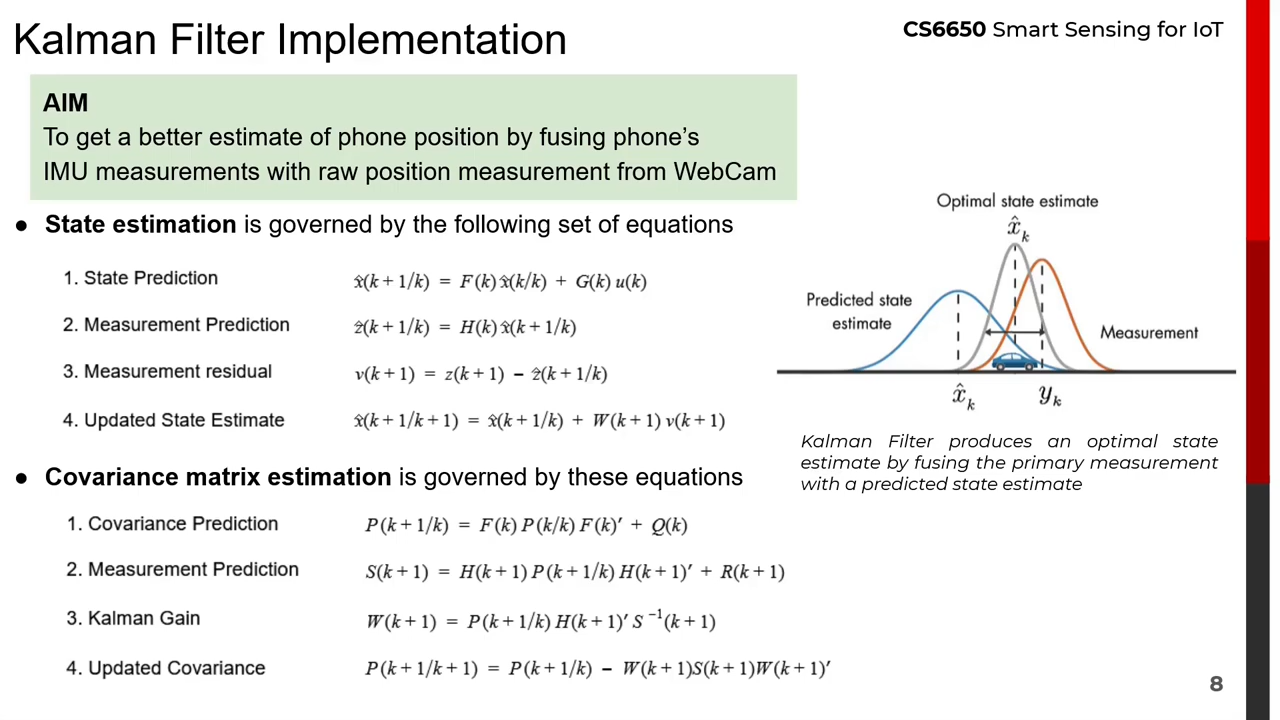 Kalman Filter Implementation
CS6650 Smart Sensing for IoT
AIM
To get a better estimate of phone position by fusing phone’s
IMU measurements with raw position measurement from WebCam
● State estimation is governed by the following set of equations
1. State Prediction x̂(k + 1/k) = F(k) x̂(k/k) + G(k) u(k)
2. Measurement Prediction ẑ(k + 1/k) = H(k) x̂(k + 1/k)
3. Measurement residual v(k + 1) = z(k + 1) − ẑ(k + 1/k)
4. Updated State Estimate x̂(k + 1/k + 1) = x̂(k + 1/k) + W(k + 1) v(k + 1)
● Covariance matrix estimation is governed by these equations
1. Covariance Prediction P(k + 1/k) = F(k) P(k/k) F(k)′ + Q(k)
2. Measurement Prediction S(k + 1) = H(k + 1) P(k + 1/k) H(k + 1)′ + R(k + 1)
3. Kalman Gain W(k + 1) = P(k + 1/k) H(k + 1)′ S⁻¹(k + 1)
4. Updated Covariance P(k + 1/k + 1) = P(k + 1/k) − W(k + 1)S(k + 1)W(k + 1)′
Optimal state estimate
x̂ₖ
Predicted state
estimate
Measurement
x̂ₖ
yₖ
Kalman Filter produces an optimal state
estimate by fusing the primary measurement
with a predicted state estimate
8